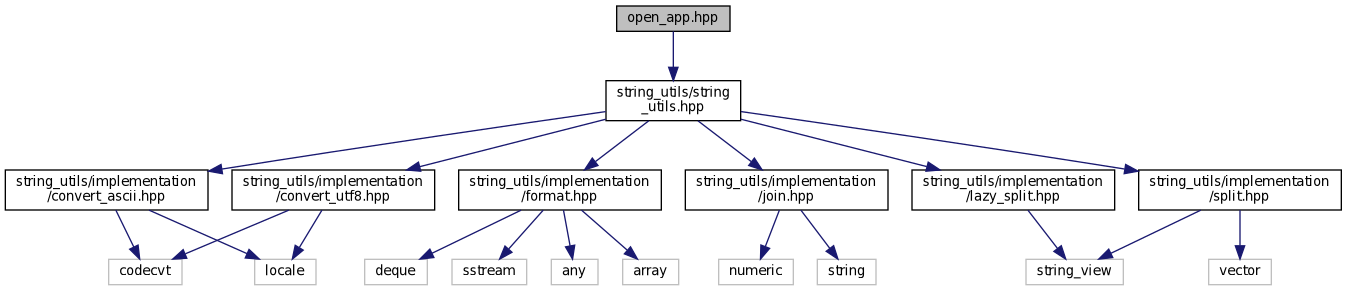 open_app.hpp
string_utils/string
_utils.hpp
string_utils/implementation
/convert_ascii.hpp
string_utils/implementation
/convert_utf8.hpp
string_utils/implementation
/format.hpp
string_utils/implementation
/join.hpp
string_utils/implementation
/lazy_split.hpp
string_utils/implementation
/split.hpp
codecvt
locale
deque
sstream
any
array
numeric
string
string_view
vector